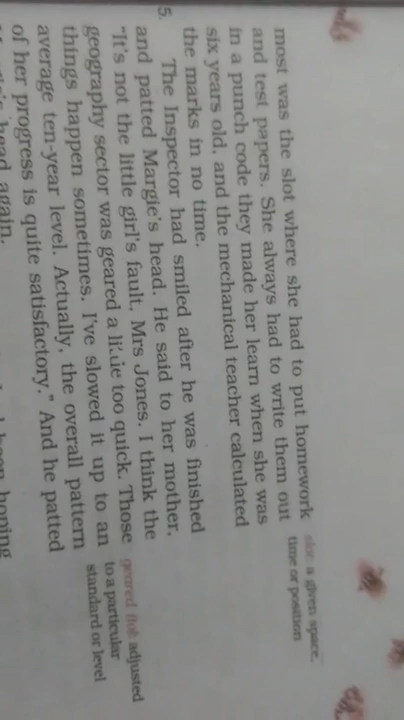 most was the slot where she had to put homework
and test papers. She always had to write them out
in a punch code they made her learn when she was
six years old, and the mechanical teacher calculated
the marks in no time.
5. The Inspector had smiled after he was finished
and patted Margie's head. He said to her mother,
"It's not the little girl's fault, Mrs Jones. I think the
geography sector was geared a little too quick. Those
things happen sometimes. I've slowed it up to an
average ten-year level. Actually, the overall pattern
of her progress is quite satisfactory." And he patted
head again.
been hoping
slot: a given space,
time or position
geared (to): adjusted
to a particular
standard or level